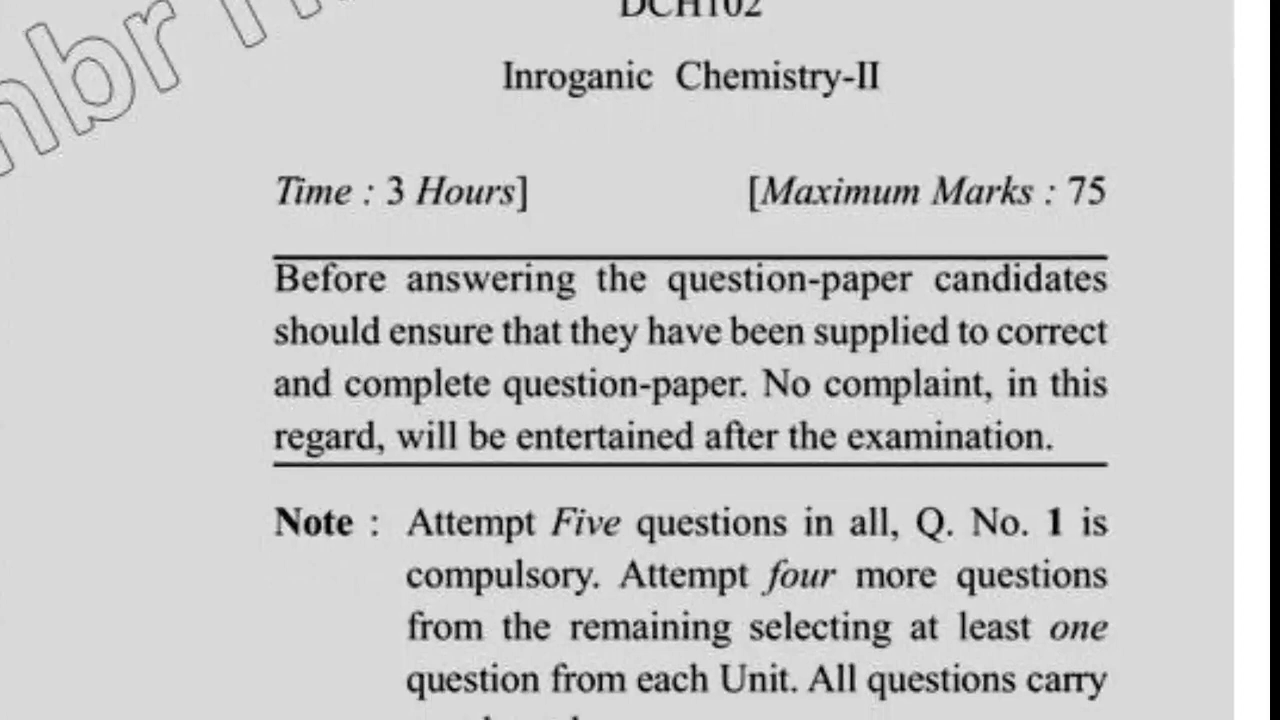 DCH102
Inroganic Chemistry-II
Time : 3 Hours] [Maximum Marks : 75
Before answering the question-paper candidates
should ensure that they have been supplied to correct
and complete question-paper. No complaint, in this
regard, will be entertained after the examination.
Note : Attempt Five questions in all, Q. No. 1 is
compulsory. Attempt four more questions
from the remaining selecting at least one
question from each Unit. All questions carry